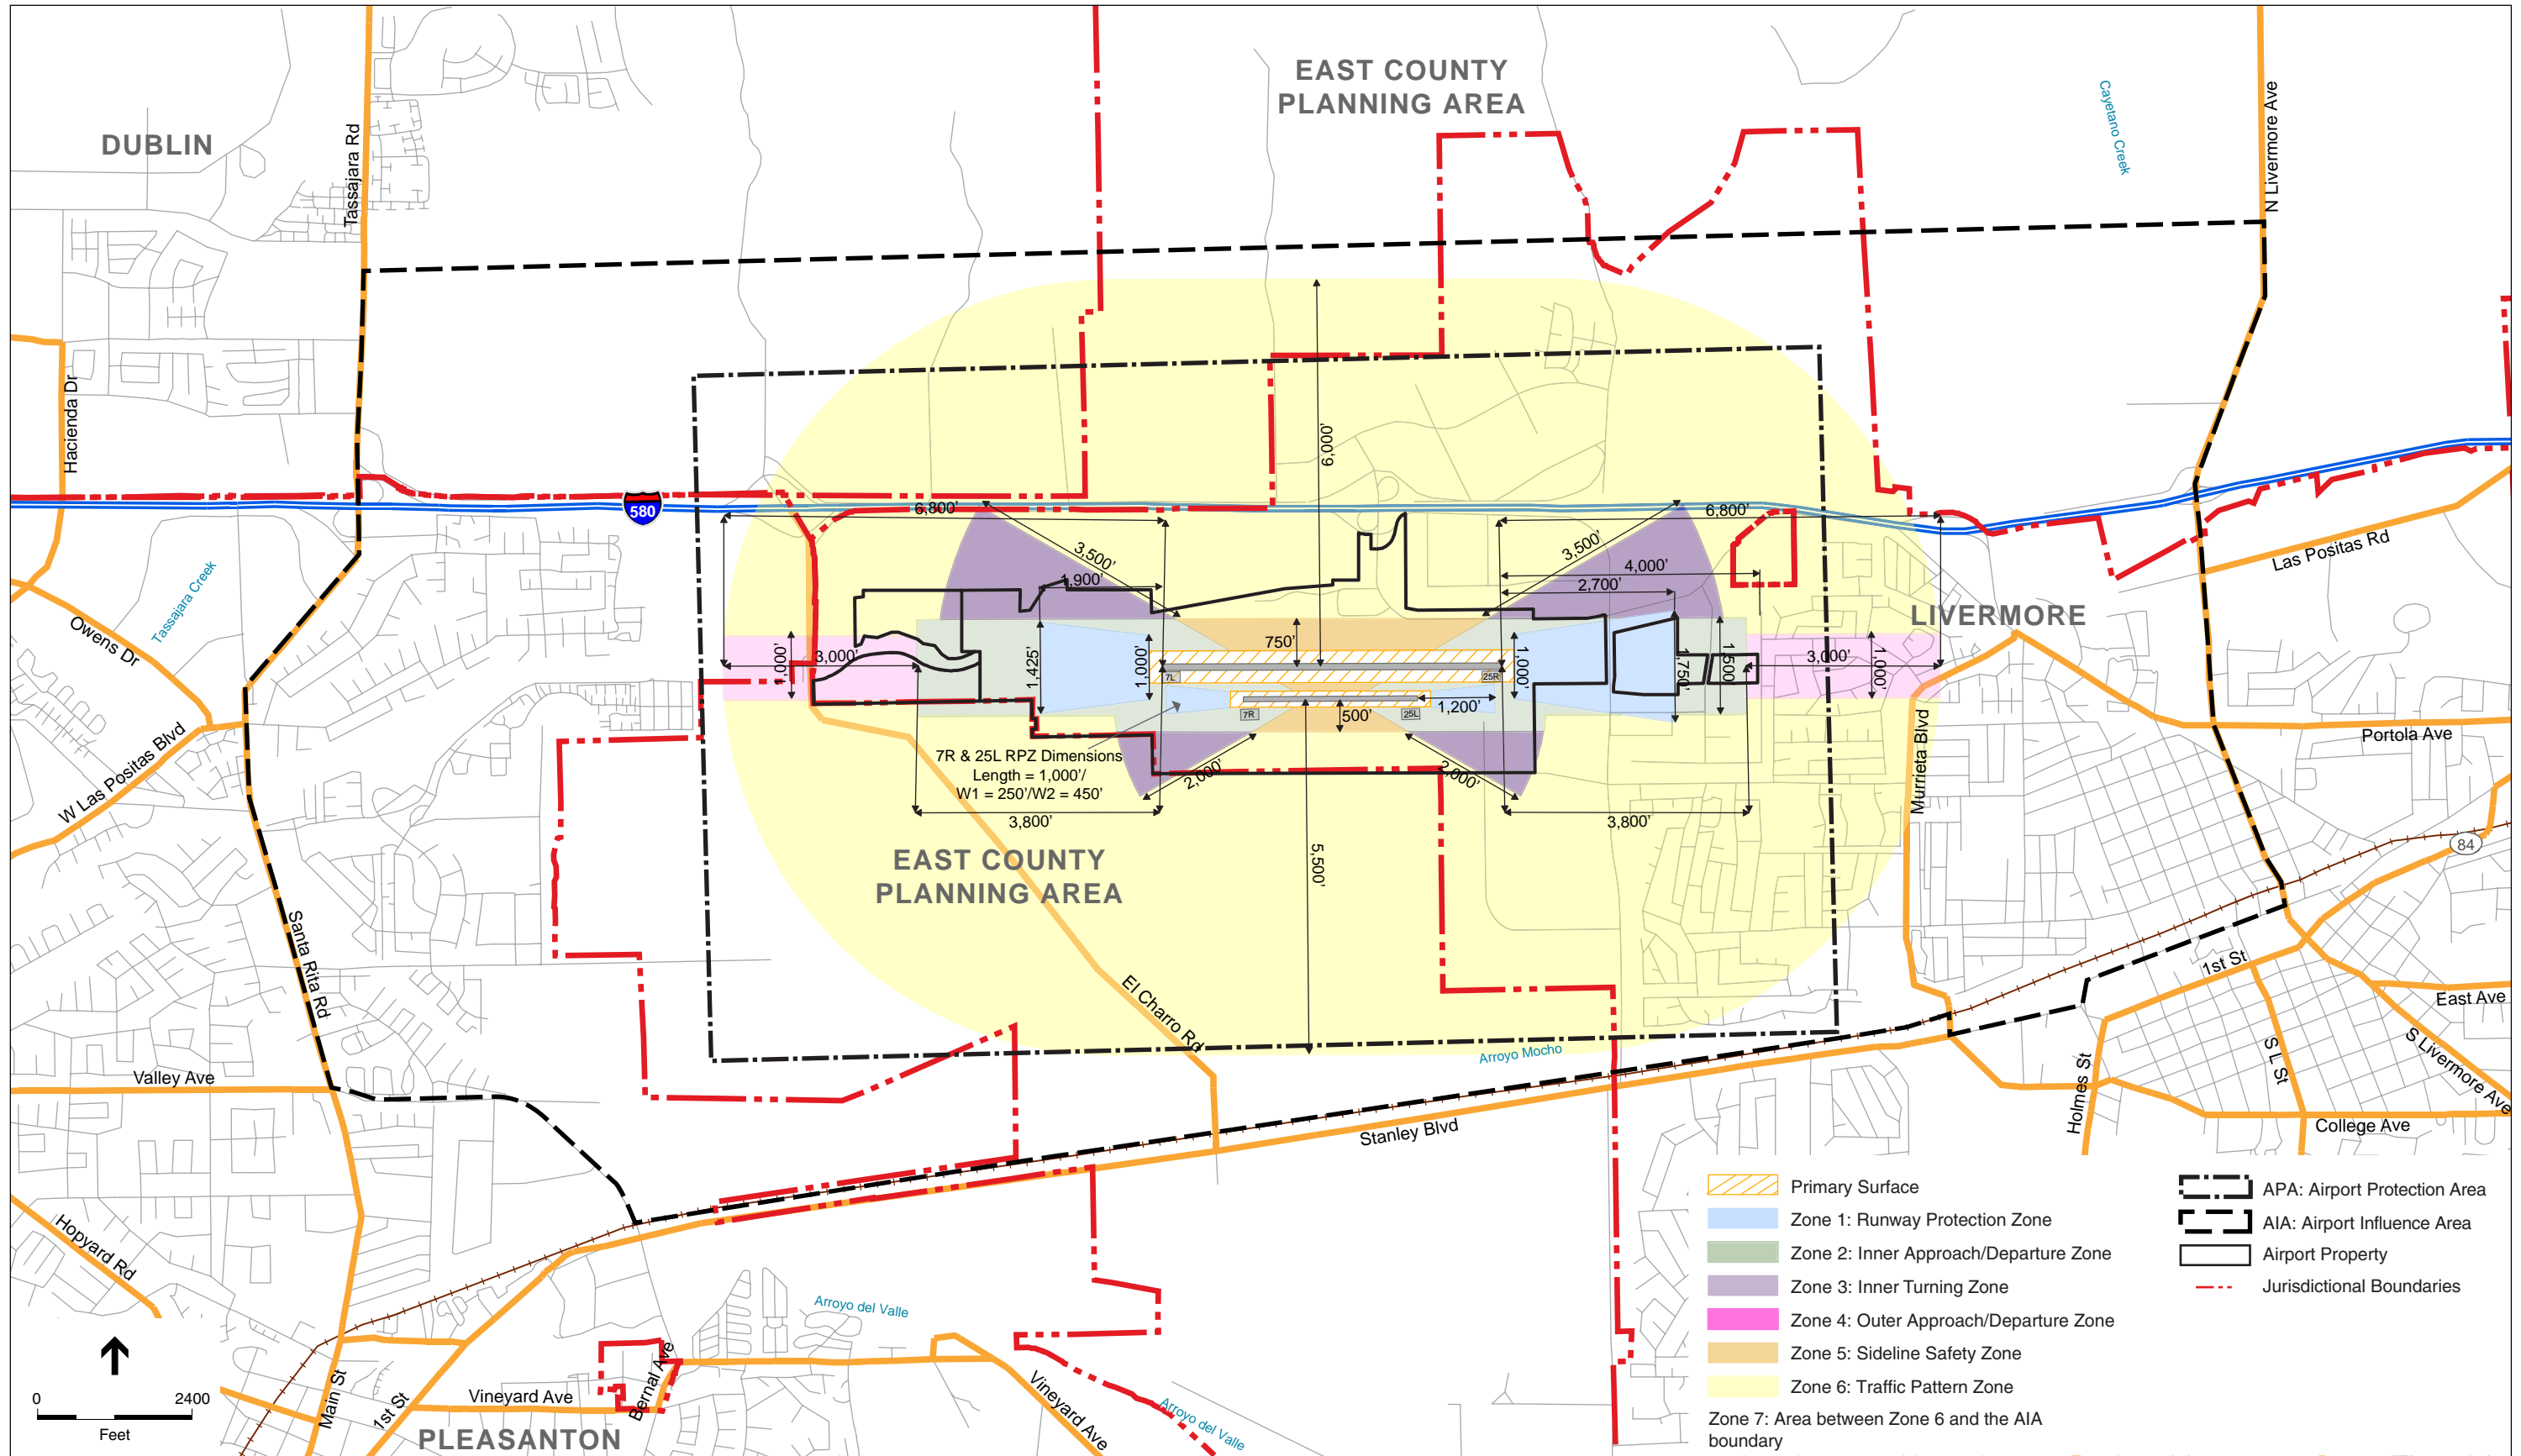 EAST COUNTY
PLANNING AREA
DUBLIN
Tassajara Rd
Cayetano Creek
N Livermore Ave
Hacienda Dr
580
6,000’
6,800’
6,800’
3,500’
3,500’
1,900’
4,000’
2,700’
Las Positas Rd
Tassajara Creek
Owens Dr
LIVERMORE
750’
1,000’
3,000’
1,425’
1,000’
1,000’
1,750’
1,500’
3,000’
1,000’
7L
25R
7R
25L
1,200’
500’
W Las Positas Blvd
7R & 25L RPZ Dimensions
Length = 1,000’/
W1 = 250’/W2 = 450’
2,000’
2,000’
3,800’
3,800’
Murrieta Blvd
Portola Ave
84
EAST COUNTY
PLANNING AREA
5,500’
Santa Rita Rd
El Charro Rd
1st St
East Ave
S Livermore Ave
S L St
Holmes St
College Ave
Arroyo Mocho
Stanley Blvd
Valley Ave
Hopyard Rd
Arroyo del Valle
Main St
1st St
Vineyard Ave
Bernal Ave
Vineyard Ave
Arroyo del Valle
PLEASANTON
0 2400
Feet
Primary Surface
Zone 1: Runway Protection Zone
Zone 2: Inner Approach/Departure Zone
Zone 3: Inner Turning Zone
Zone 4: Outer Approach/Departure Zone
Zone 5: Sideline Safety Zone
Zone 6: Traffic Pattern Zone
Zone 7: Area between Zone 6 and the AIA
boundary
APA: Airport Protection Area
AIA: Airport Influence Area
Airport Property
Jurisdictional Boundaries